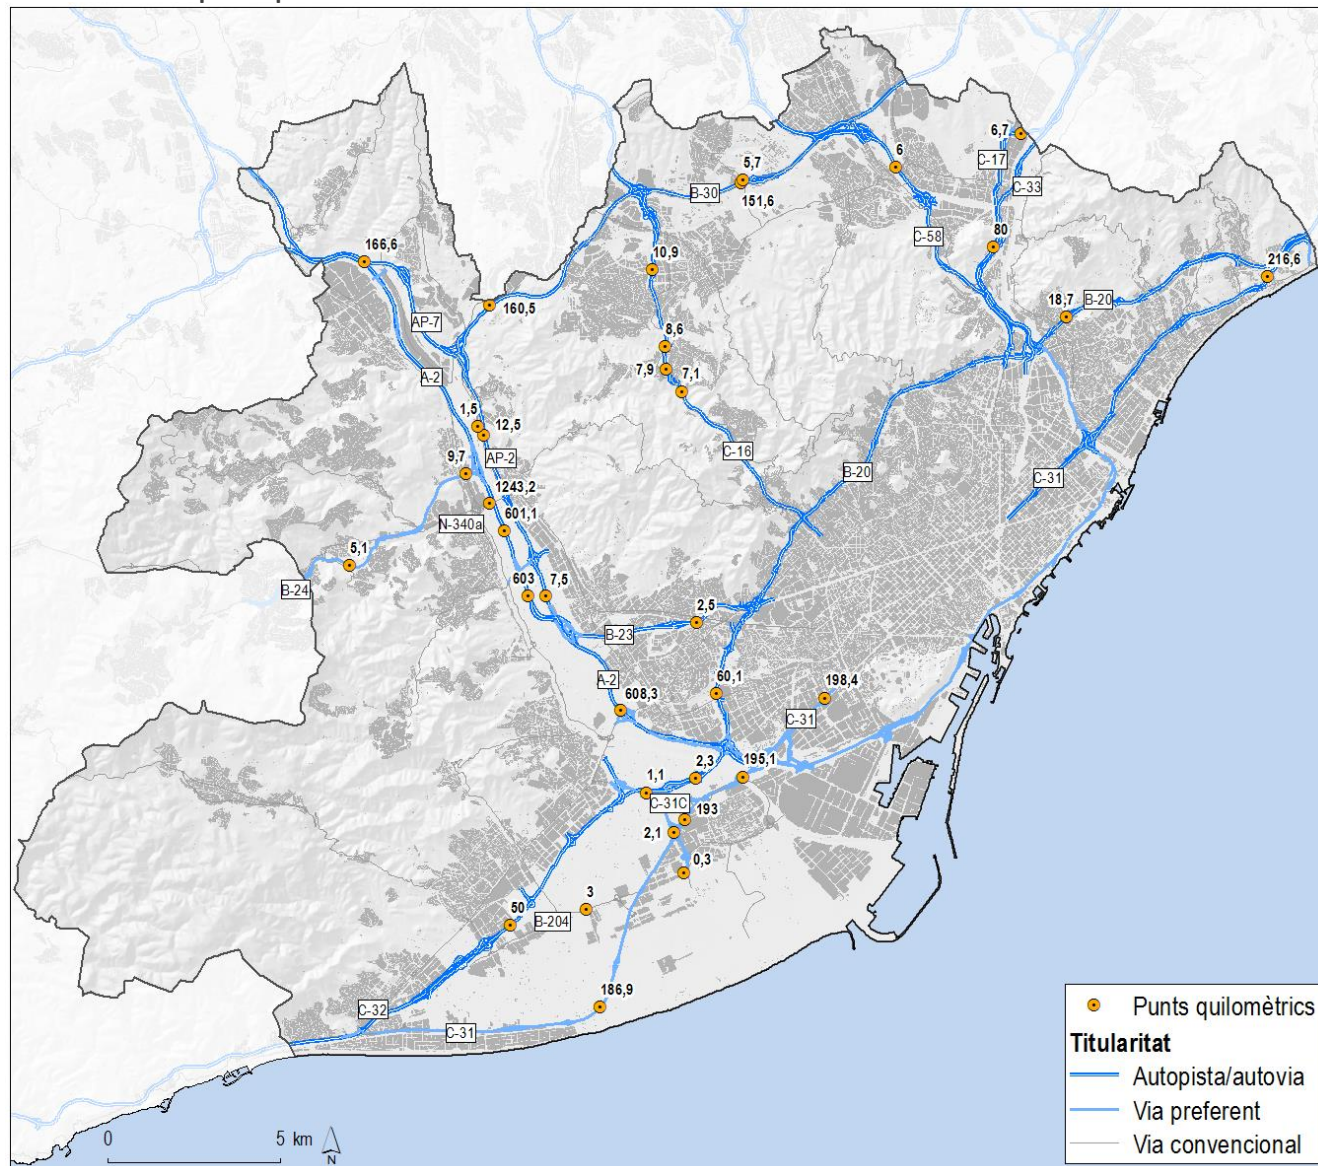 6,7
6
C-17
5,7
B-30
151,6
C-33
C-58
80
166,6
10,9
216,6
B-20
18,7
160,5
AP-7
8,6
7,9
7,1
A-2
1,5
12,5
AP-2
C-16
9,7
B-20
C-31
1243,2
N-340a
601,1
5,1
B-24
603
7,5
2,5
B-23
A-2
60,1
198,4
608,3
C-31
2,3
195,1
1,1
C-31C
193
2,1
0,3
3
50
B-204
186,9
C-32
C-31
Punts quilomètrics
Titularitat
Autopista/autovia
Via preferent
Via convencional
0 5 km
N